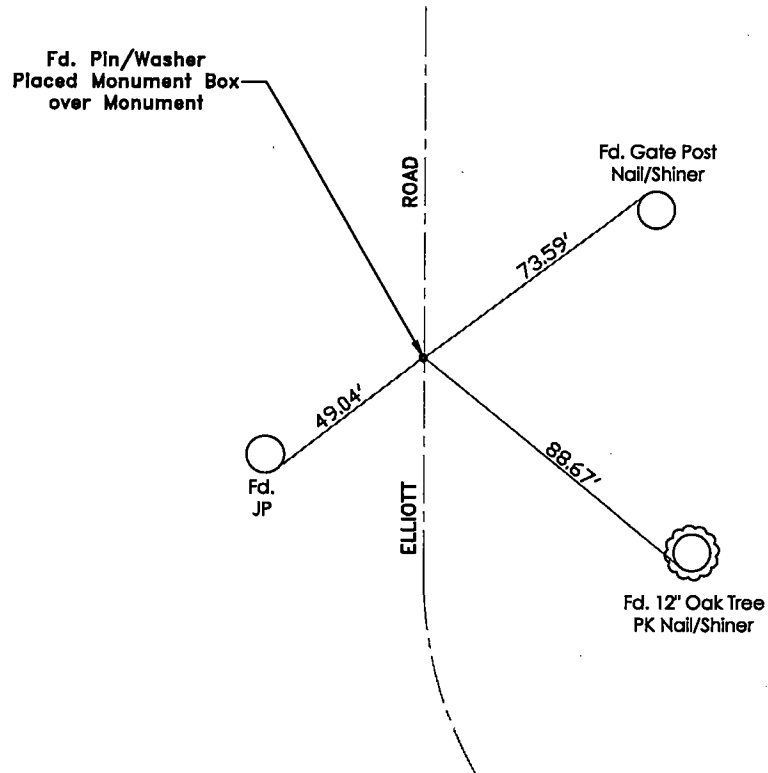 Fd. Pin/Washer
Placed Monument Box
over Monument
ROAD
Fd. Gate Post
Nail/Shiner
73.59'
49.04'
Fd.
JP
88.67'
ELLIOTT
Fd. 12" Oak Tree
PK Nail/Shiner